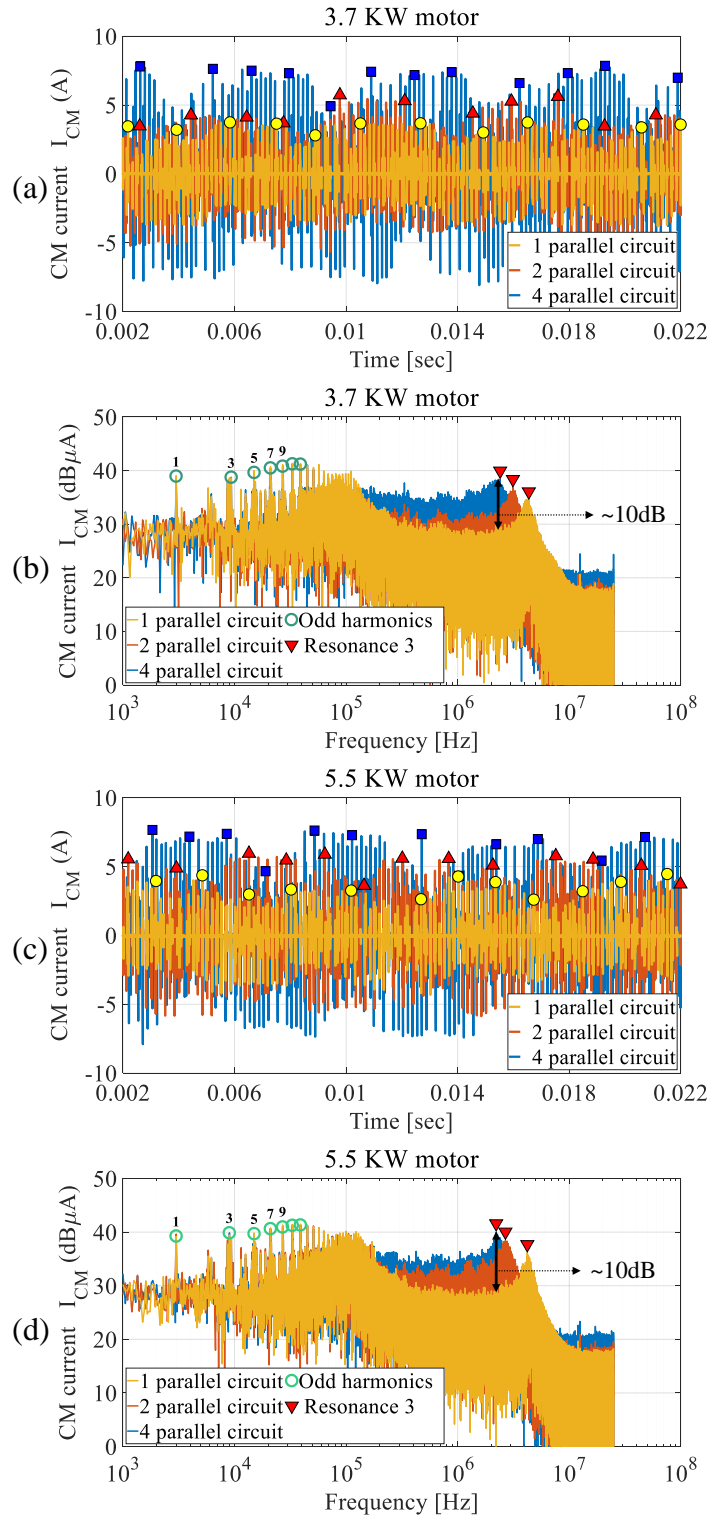 3.7 KW motor
10
5
0
-5
-10
CM current I_CM (A)
(a)
1 parallel circuit
2 parallel circuit
4 parallel circuit
0.002 0.006 0.01 0.014 0.018 0.022
Time [sec]
3.7 KW motor
50
40
30
20
10
0
CM current I_CM (dBµA)
(b)
1 3 5 7 9
~10dB
1 parallel circuit Odd harmonics
2 parallel circuit Resonance 3
4 parallel circuit
10^3 10^4 10^5 10^6 10^7 10^8
Frequency [Hz]
5.5 KW motor
10
5
0
-5
-10
CM current I_CM (A)
(c)
1 parallel circuit
2 parallel circuit
4 parallel circuit
0.002 0.006 0.01 0.014 0.018 0.022
Time [sec]
5.5 KW motor
50
40
30
20
10
0
CM current I_CM (dBµA)
(d)
1 3 5 7 9
~10dB
1 parallel circuit Odd harmonics
2 parallel circuit Resonance 3
4 parallel circuit
10^3 10^4 10^5 10^6 10^7 10^8
Frequency [Hz]